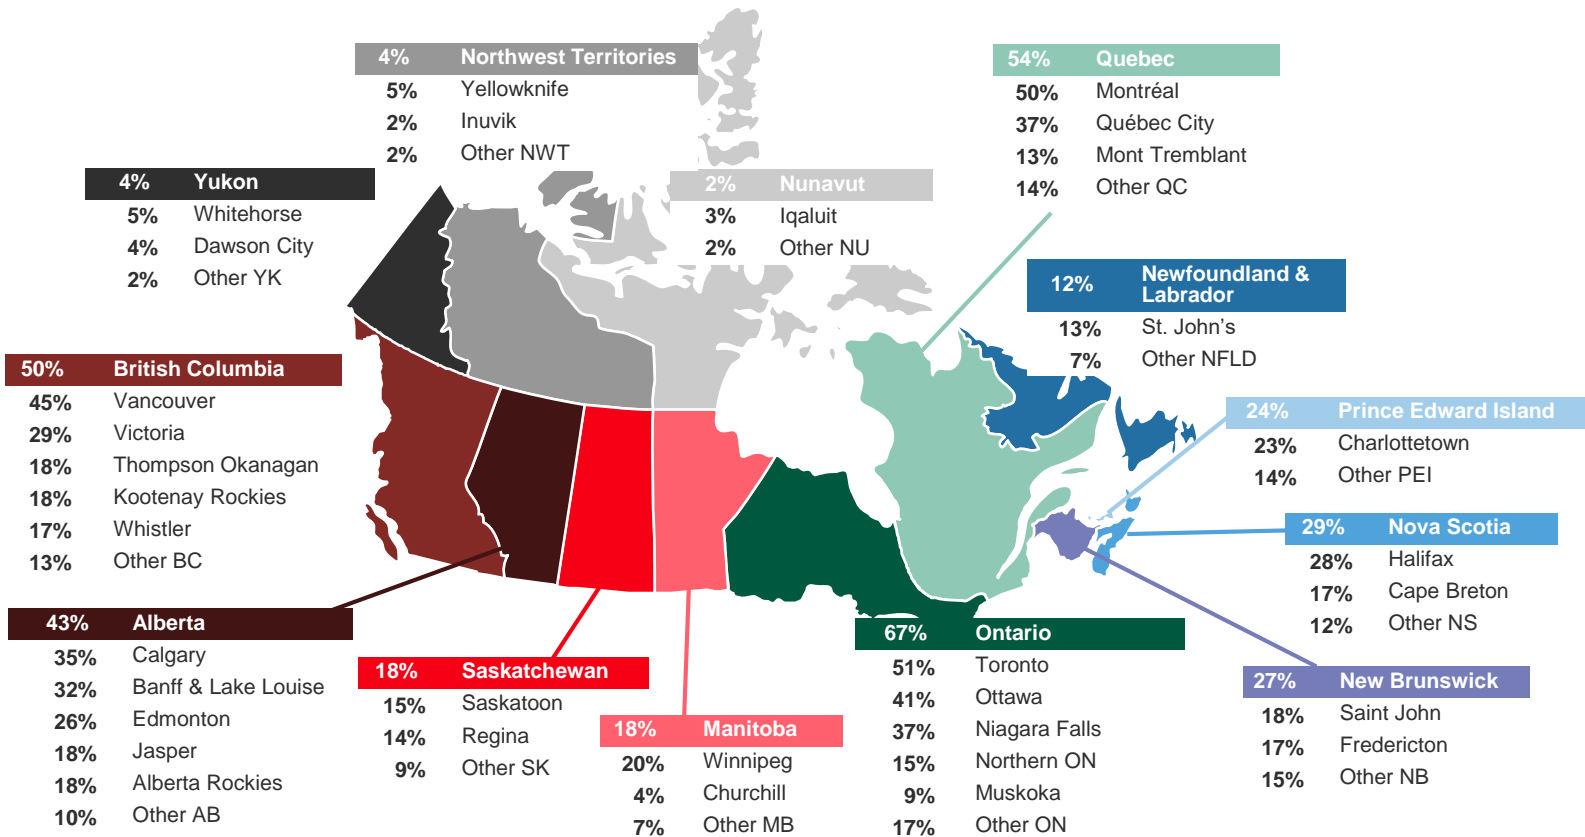 4% Northwest Territories
5% Yellowknife
2% Inuvik
2% Other NWT
54% Quebec
50% Montréal
37% Québec City
13% Mont Tremblant
14% Other QC
4% Yukon
5% Whitehorse
4% Dawson City
2% Other YK
2% Nunavut
3% Iqaluit
2% Other NU
12% Newfoundland &
Labrador
13% St. John’s
7% Other NFLD
50% British Columbia
45% Vancouver
29% Victoria
18% Thompson Okanagan
18% Kootenay Rockies
17% Whistler
13% Other BC
24% Prince Edward Island
23% Charlottetown
14% Other PEI
29% Nova Scotia
28% Halifax
17% Cape Breton
12% Other NS
43% Alberta
35% Calgary
32% Banff & Lake Louise
26% Edmonton
18% Jasper
18% Alberta Rockies
10% Other AB
18% Saskatchewan
15% Saskatoon
14% Regina
9% Other SK
18% Manitoba
20% Winnipeg
4% Churchill
7% Other MB
67% Ontario
51% Toronto
41% Ottawa
37% Niagara Falls
15% Northern ON
9% Muskoka
17% Other ON
27% New Brunswick
18% Saint John
17% Fredericton
15% Other NB